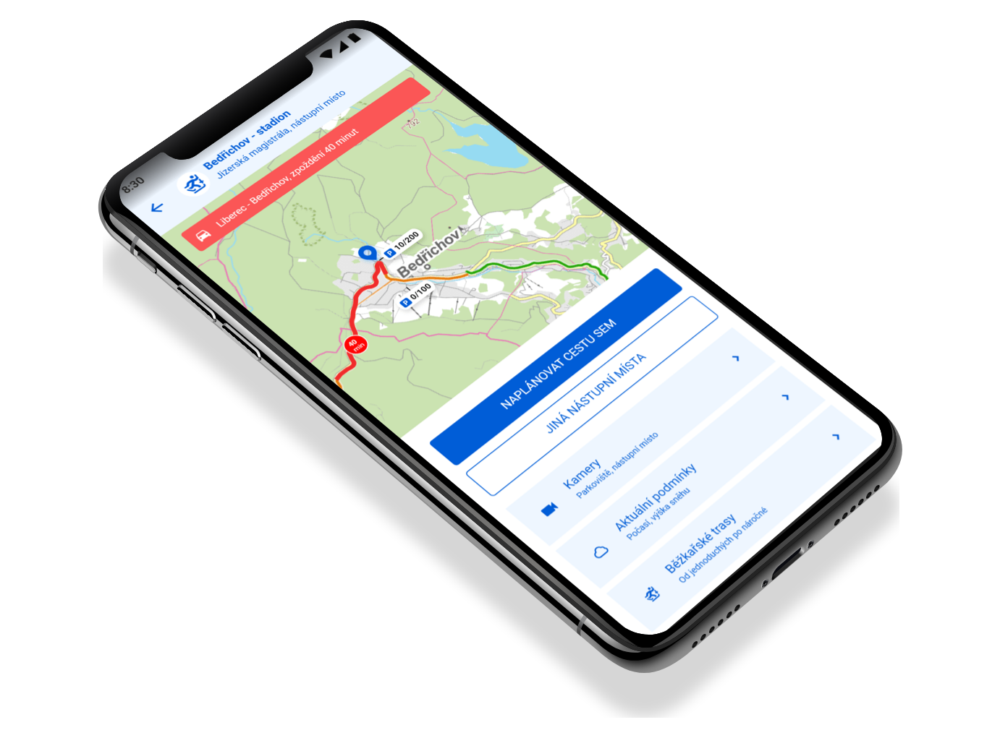 8:30
Bedřichov - stadion
Jizerská magistrála, nástupní místo
Liberec - Bedřichov, zpoždění 40 minut
792
P 10/200
Bedřichov
P 0/100
40
min
NAPLÁNOVAT CESTU SEM
JINÁ NÁSTUPNÍ MÍSTA
Kamery
Parkoviště, nástupní místo
Aktuální podmínky
Počasí, výška sněhu
Běžkařské trasy
Od jednoduchých po náročné